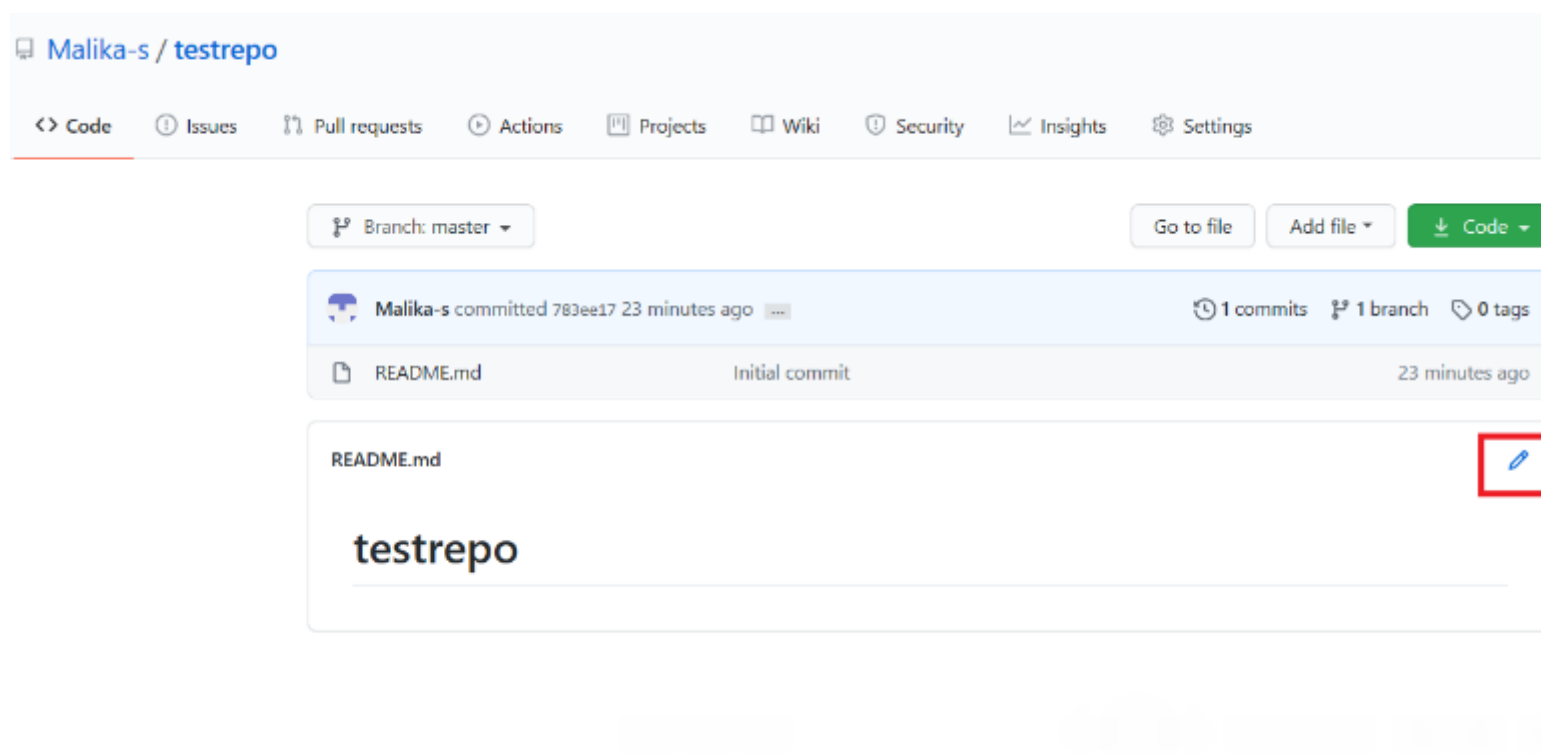 Malika-s / testrepo
<> Code Issues Pull requests Actions Projects Wiki Security Insights Settings
Branch: master Go to file Add file Code
Malika-s committed 783ee17 23 minutes ago ... 1 commits 1 branch 0 tags
README.md Initial commit 23 minutes ago
README.md
testrepo